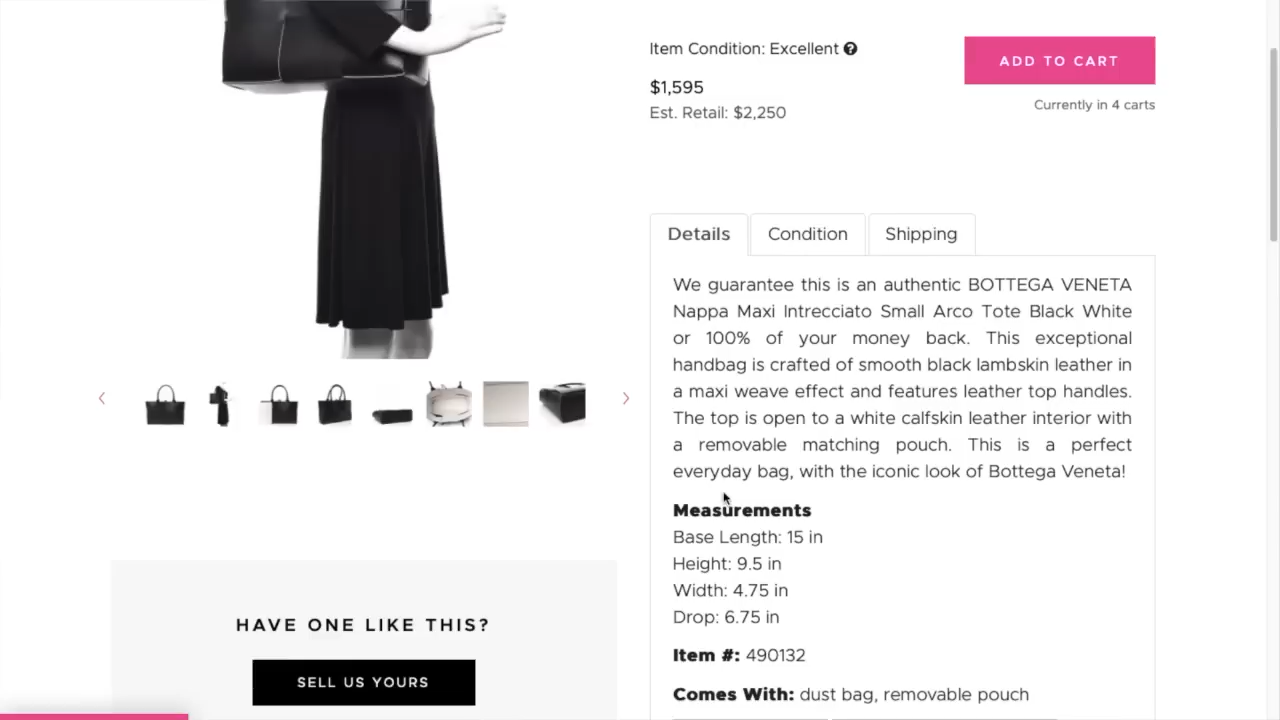 Item Condition: Excellent
ADD TO CART
$1,595
Currently in 4 carts
Est. Retail: $2,250
Details
Condition
Shipping
We guarantee this is an authentic BOTTEGA VENETA
Nappa Maxi Intrecciato Small Arco Tote Black White
or 100% of your money back. This exceptional
handbag is crafted of smooth black lambskin leather in
a maxi weave effect and features leather top handles.
The top is open to a white calfskin leather interior with
a removable matching pouch. This is a perfect
everyday bag, with the iconic look of Bottega Veneta!
Measurements
Base Length: 15 in
Height: 9.5 in
Width: 4.75 in
Drop: 6.75 in
Item #: 490132
Comes With: dust bag, removable pouch
HAVE ONE LIKE THIS?
SELL US YOURS